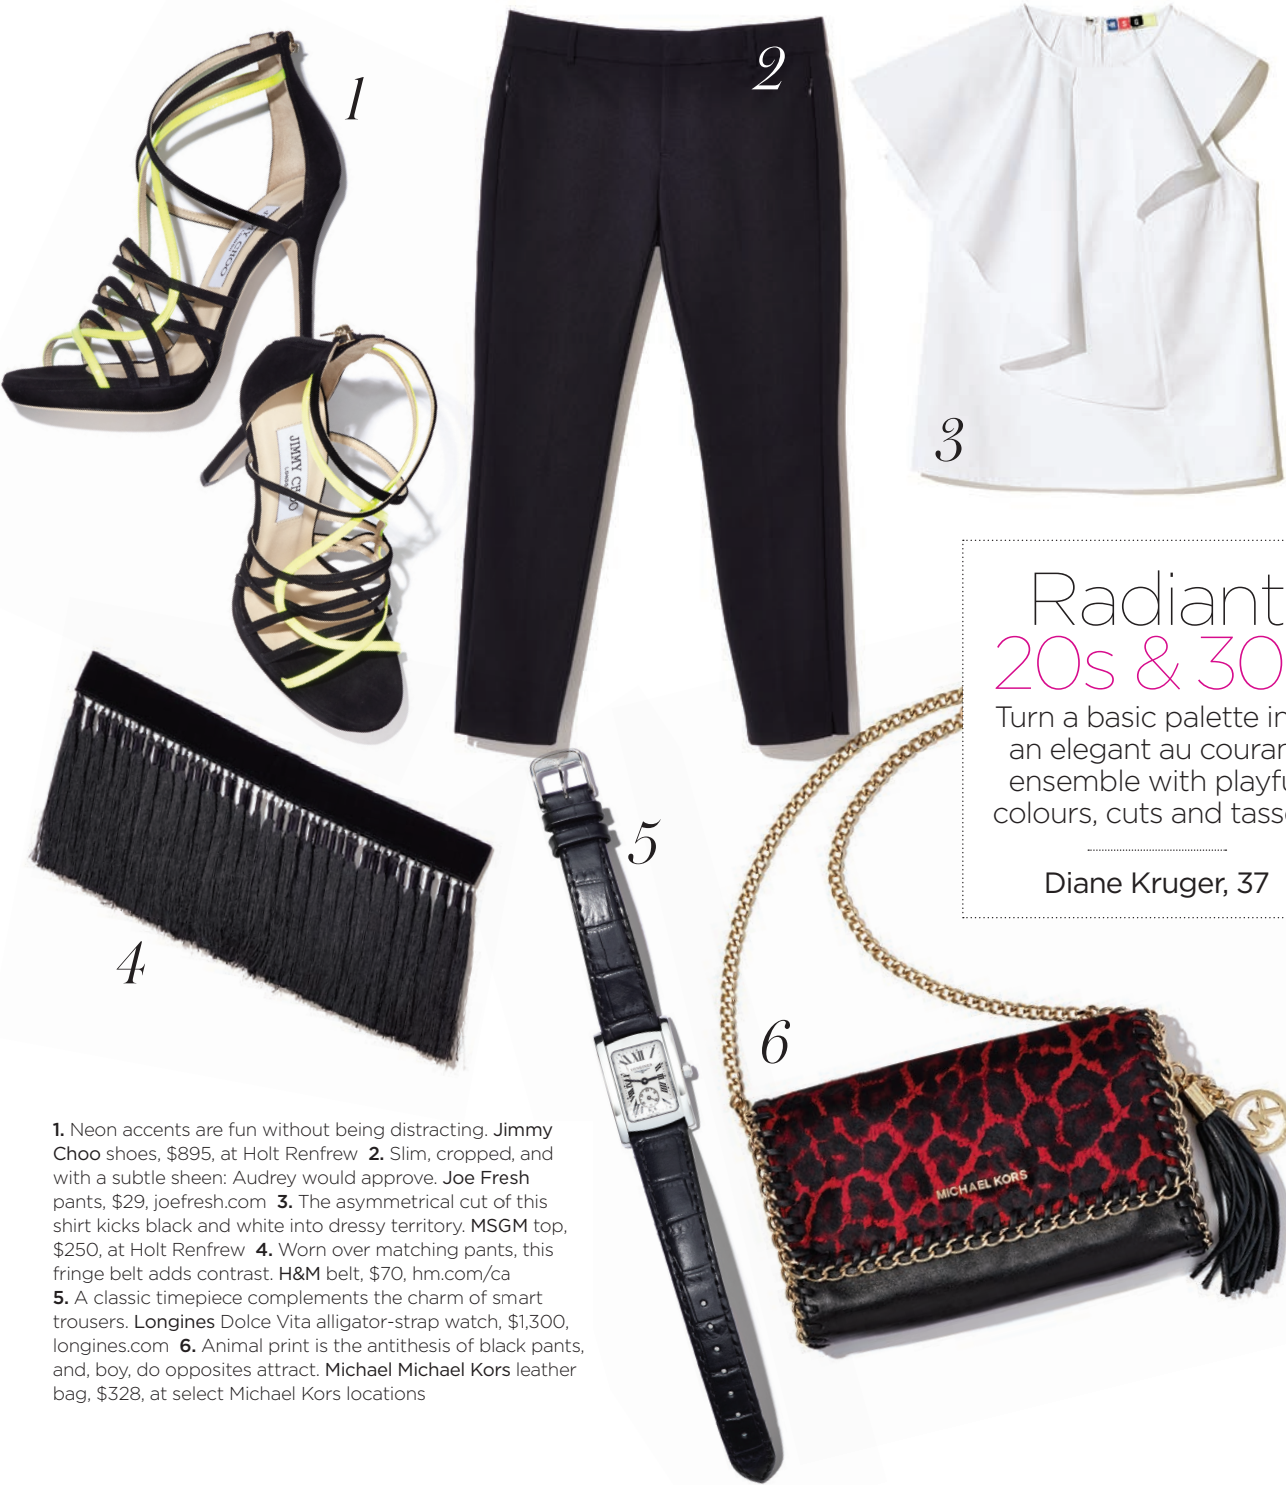 1
2
3
JIMMY CHOO
LONDON
Radiant
20s & 30
Turn a basic palette in
an elegant au couran
ensemble with playfu
colours, cuts and tass
Diane Kruger, 37
4
5
6
MICHAEL KORS
MK
1. Neon accents are fun without being distracting. Jimmy
Choo shoes, $895, at Holt Renfrew 2. Slim, cropped, and
with a subtle sheen: Audrey would approve. Joe Fresh
pants, $29, joefresh.com 3. The asymmetrical cut of this
shirt kicks black and white into dressy territory. MSGM top,
$250, at Holt Renfrew 4. Worn over matching pants, this
fringe belt adds contrast. H&M belt, $70, hm.com/ca
5. A classic timepiece complements the charm of smart
trousers. Longines Dolce Vita alligator-strap watch, $1,300,
longines.com 6. Animal print is the antithesis of black pants,
and, boy, do opposites attract. Michael Michael Kors leather
bag, $328, at select Michael Kors locations